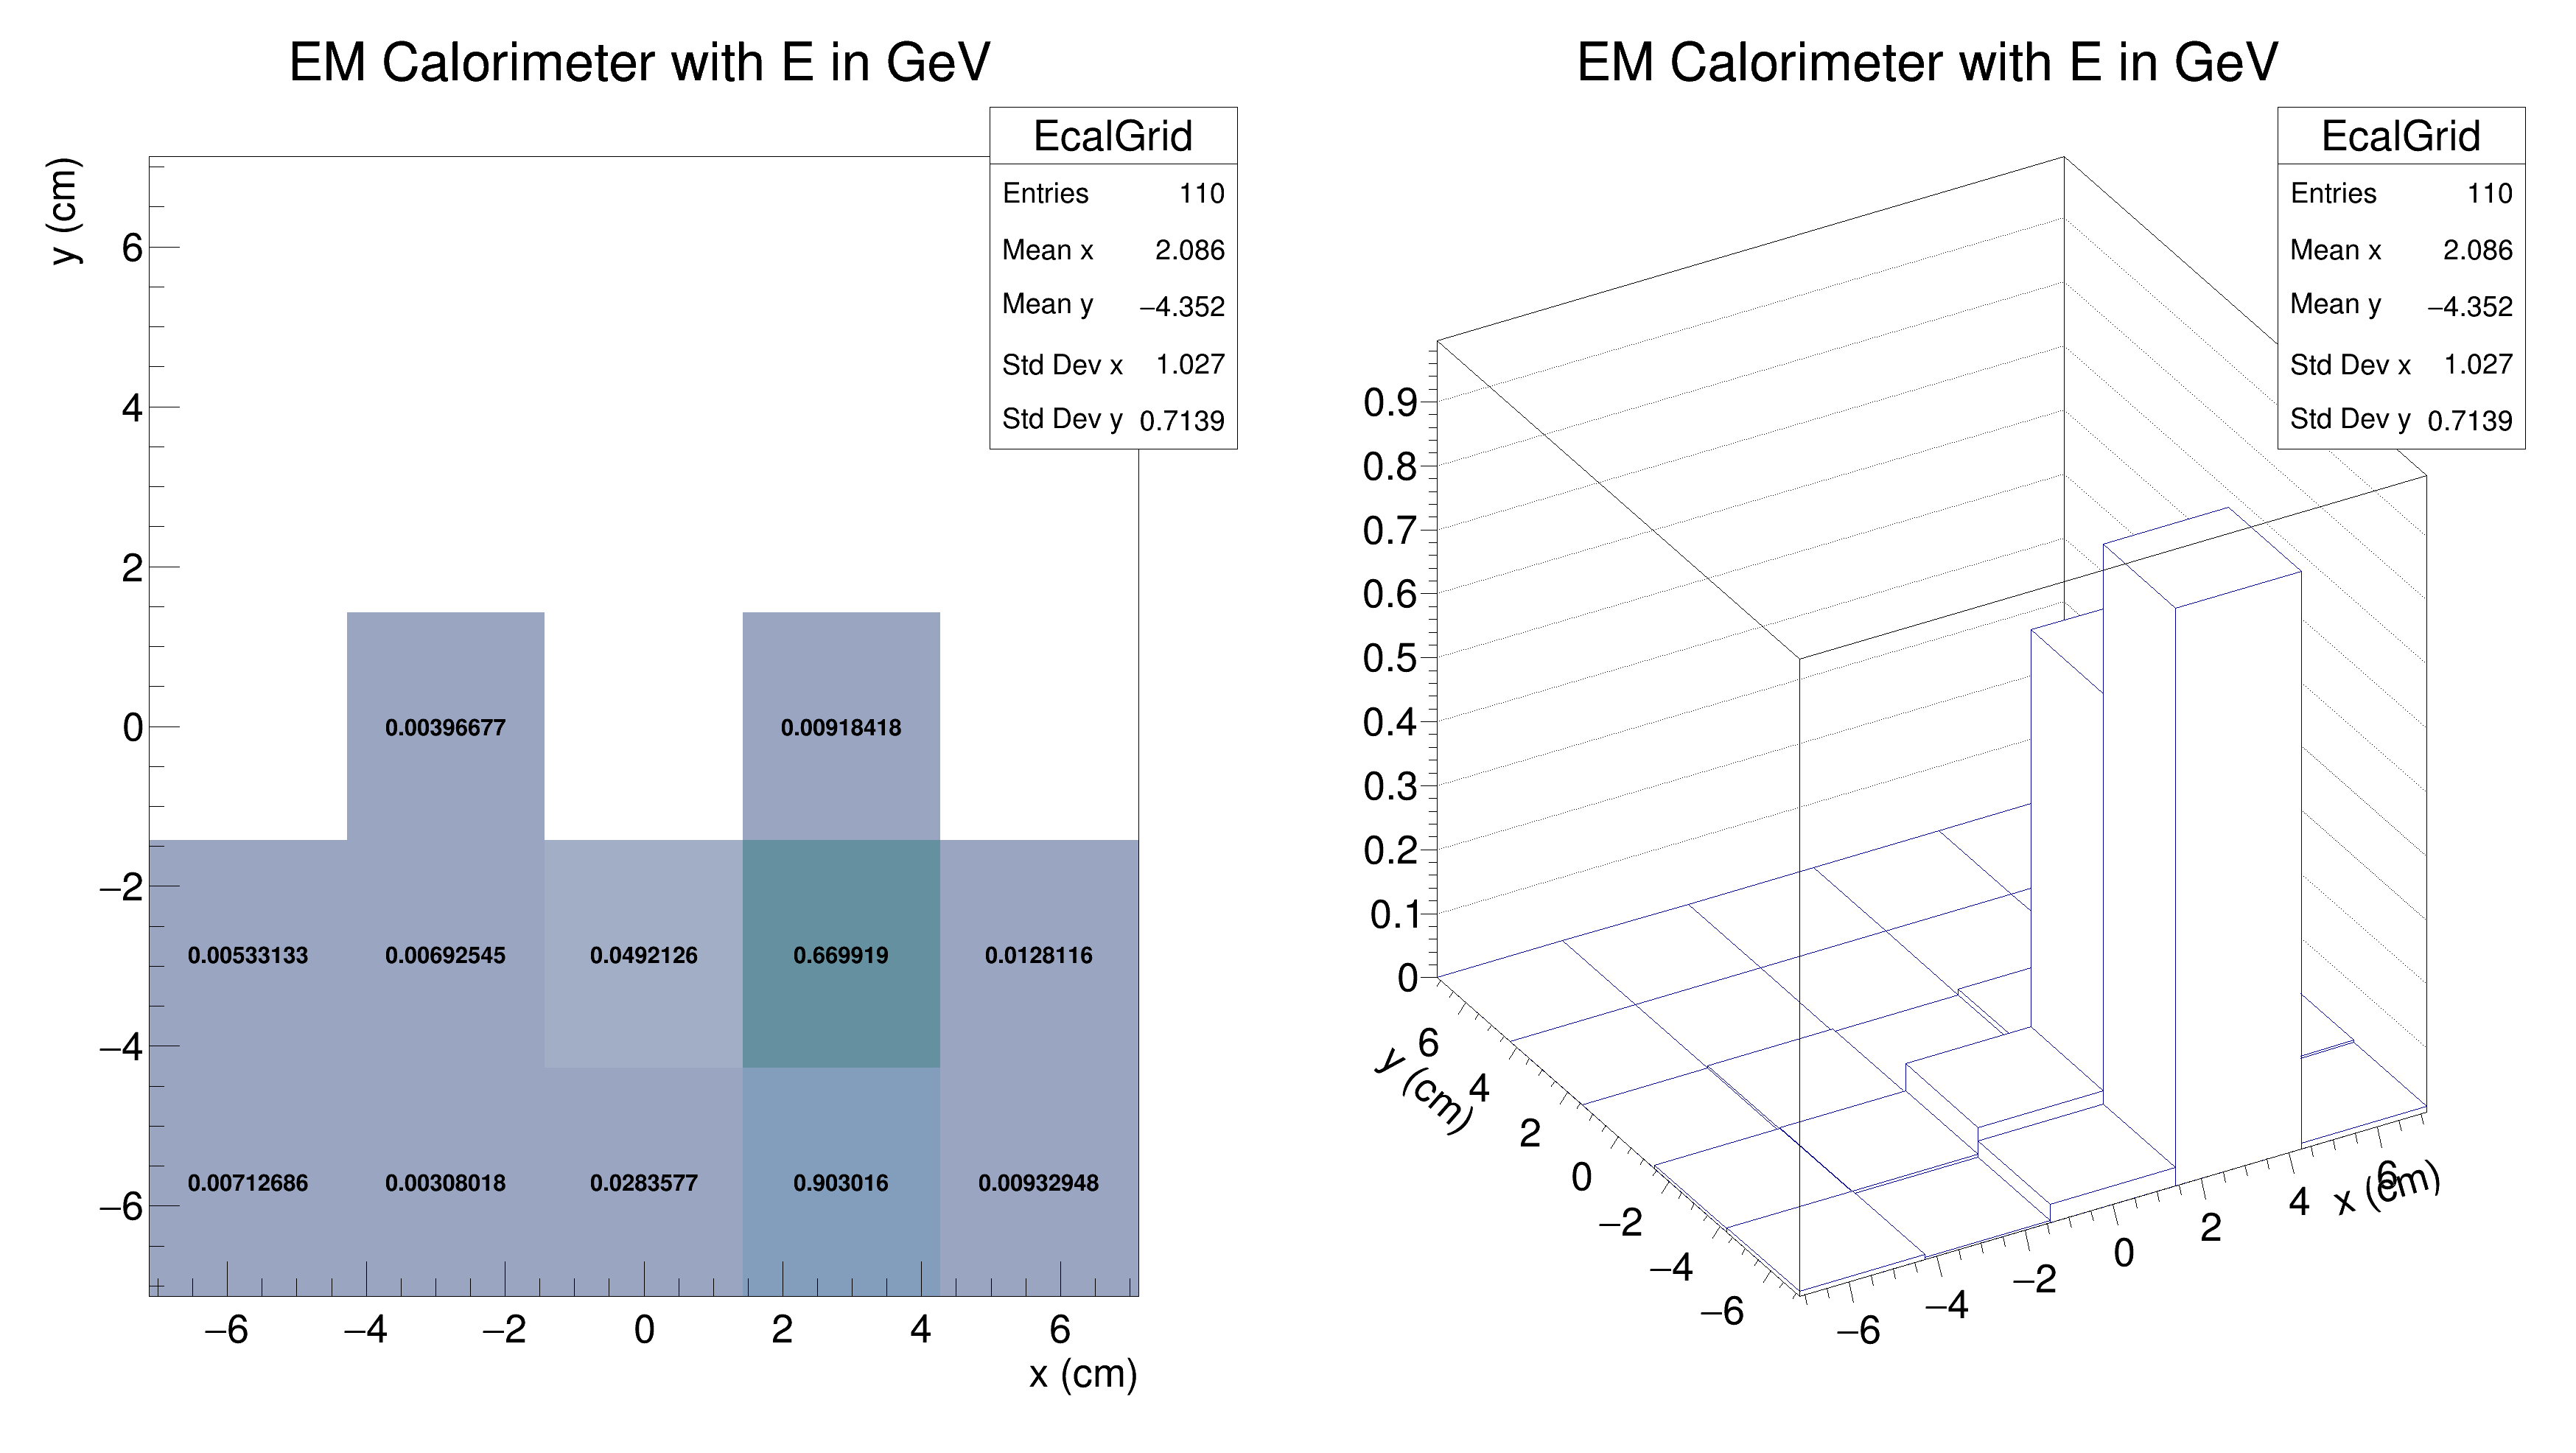 EM Calorimeter with E in GeV
EcalGrid
Entries 110
Mean x 2.086
Mean y −4.352
Std Dev x 1.027
Std Dev y 0.7139
y (cm)
6
4
2
0
−2
−4
−6
0.00396677 0.00918418
0.00533133 0.00692545 0.0492126 0.669919 0.0128116
0.00712686 0.00308018 0.0283577 0.903016 0.00932948
−6 −4 −2 0 2 4 6
x (cm)
EM Calorimeter with E in GeV
EcalGrid
Entries 110
Mean x 2.086
Mean y −4.352
Std Dev x 1.027
Std Dev y 0.7139
0.9
0.8
0.7
0.6
0.5
0.4
0.3
0.2
0.1
0
y (cm)
6
4
2
0
−2
−4
−6
−6 −4 −2 0 2 4 6
x (cm)